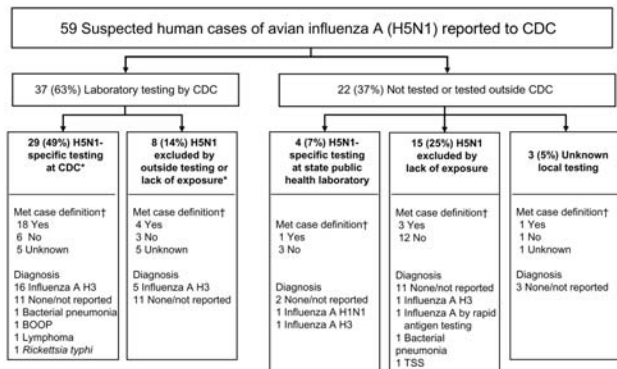 59 Suspected human cases of avian influenza A (H5N1) reported to CDC
37 (63%) Laboratory testing by CDC
22 (37%) Not tested or tested outside CDC
29 (49%) H5N1-
specific testing
at CDC*
Met case definition†
18 Yes
6 No
5 Unknown
Diagnosis
16 Influenza A H3
11 None/not reported
1 Bacterial pneumonia
1 BOOP
1 Lymphoma
1 Rickettsia typhi
8 (14%) H5N1
excluded by
outside testing or
lack of exposure*
Met case definition†
4 Yes
3 No
5 Unknown
Diagnosis
5 Influenza A H3
11 None/not reported
4 (7%) H5N1-
specific testing
at state public
health laboratory
Met case definition†
1 Yes
3 No
Diagnosis
2 None/not reported
1 Influenza A H1N1
1 Influenza A H3
15 (25%) H5N1
excluded by
lack of exposure
Met case definition†
3 Yes
12 No
Diagnosis
11 None/not reported
1 Influenza A H3
1 Influenza A by rapid
antigen testing
1 Bacterial
pneumonia
1 TSS
3 (5%) Unknown
local testing
Met case definition†
1 Yes
1 No
1 Unknown
Diagnosis
3 None/not reported